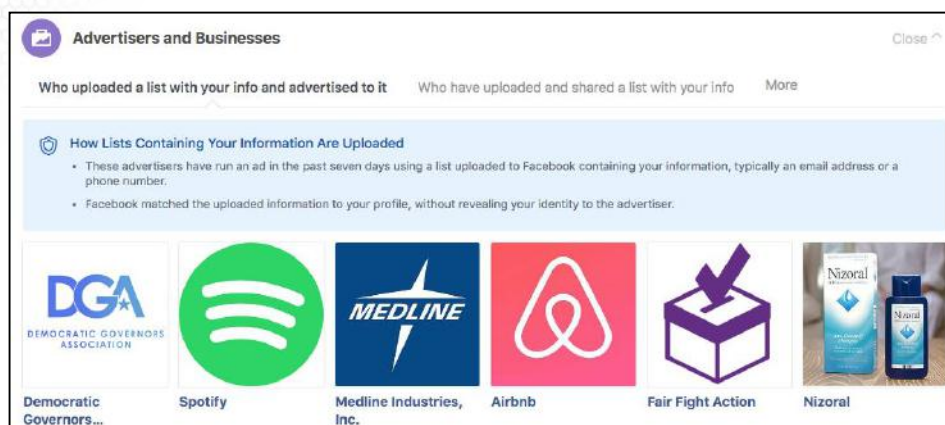 Advertisers and Businesses
Close
Who uploaded a list with your info and advertised to it
Who have uploaded and shared a list with your info
More
How Lists Containing Your Information Are Uploaded
• These advertisers have run an ad in the past seven days using a list uploaded to Facebook containing your information, typically an email address or a
phone number.
• Facebook matched the uploaded information to your profile, without revealing your identity to the advertiser.
DGA
DEMOCRATIC GOVERNORS
ASSOCIATION
MEDLINE
Nizoral
Nizoral
Democratic
Governors...
Spotify
Medline Industries,
Inc.
Airbnb
Fair Fight Action
Nizoral